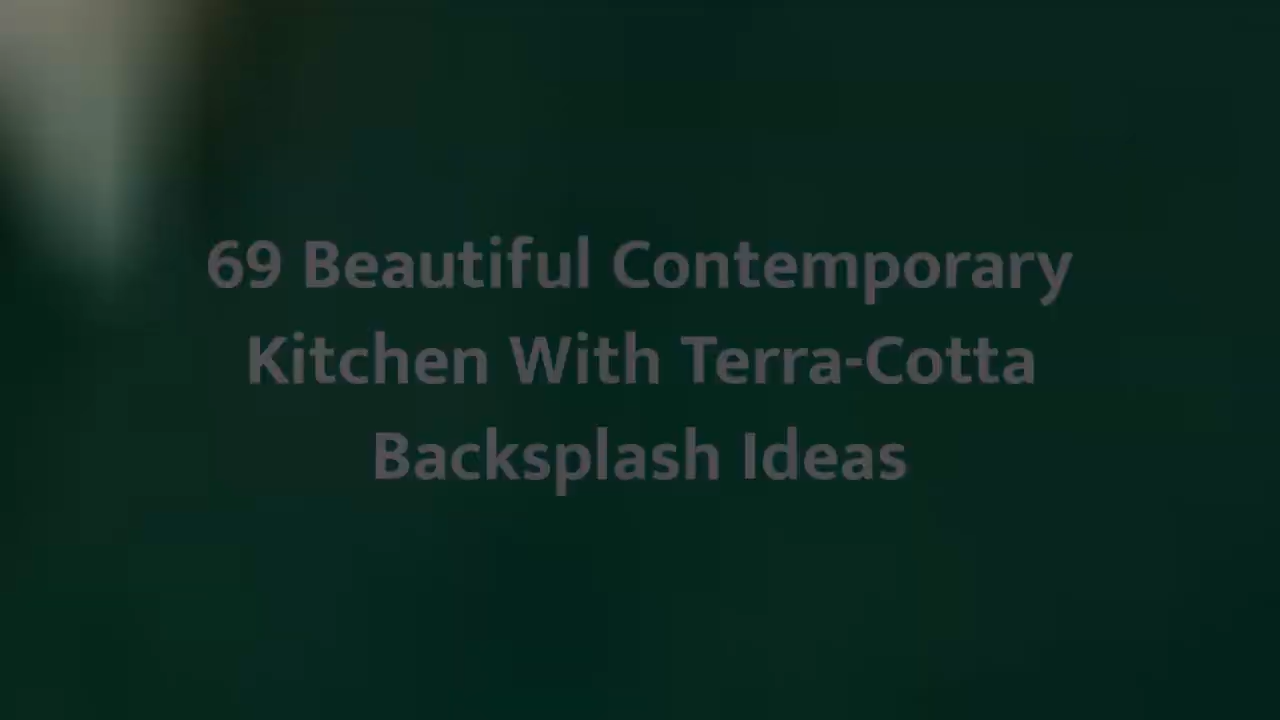 69 Beautiful Contemporary
Kitchen With Terra-Cotta
Backsplash Ideas